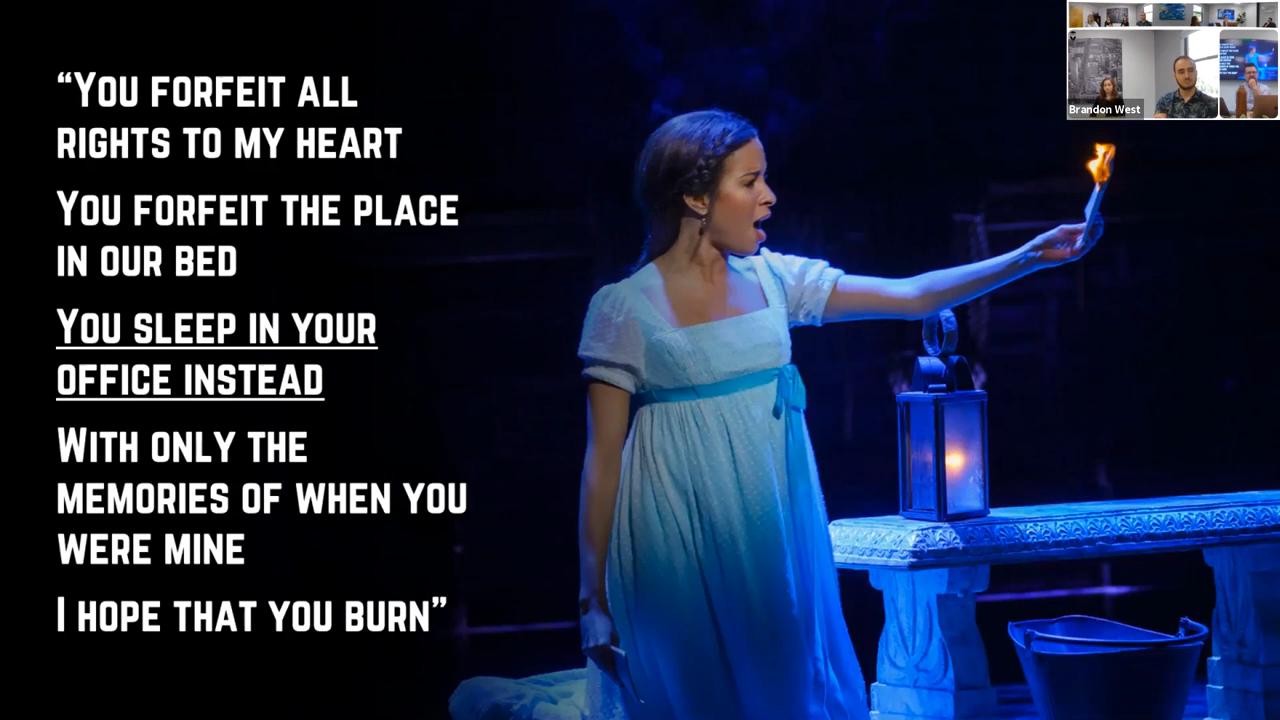 “You forfeit all
rights to my heart
You forfeit the place
in our bed
You sleep in your
office instead
With only the
memories of when you
were mine
I hope that you burn”
Brandon West